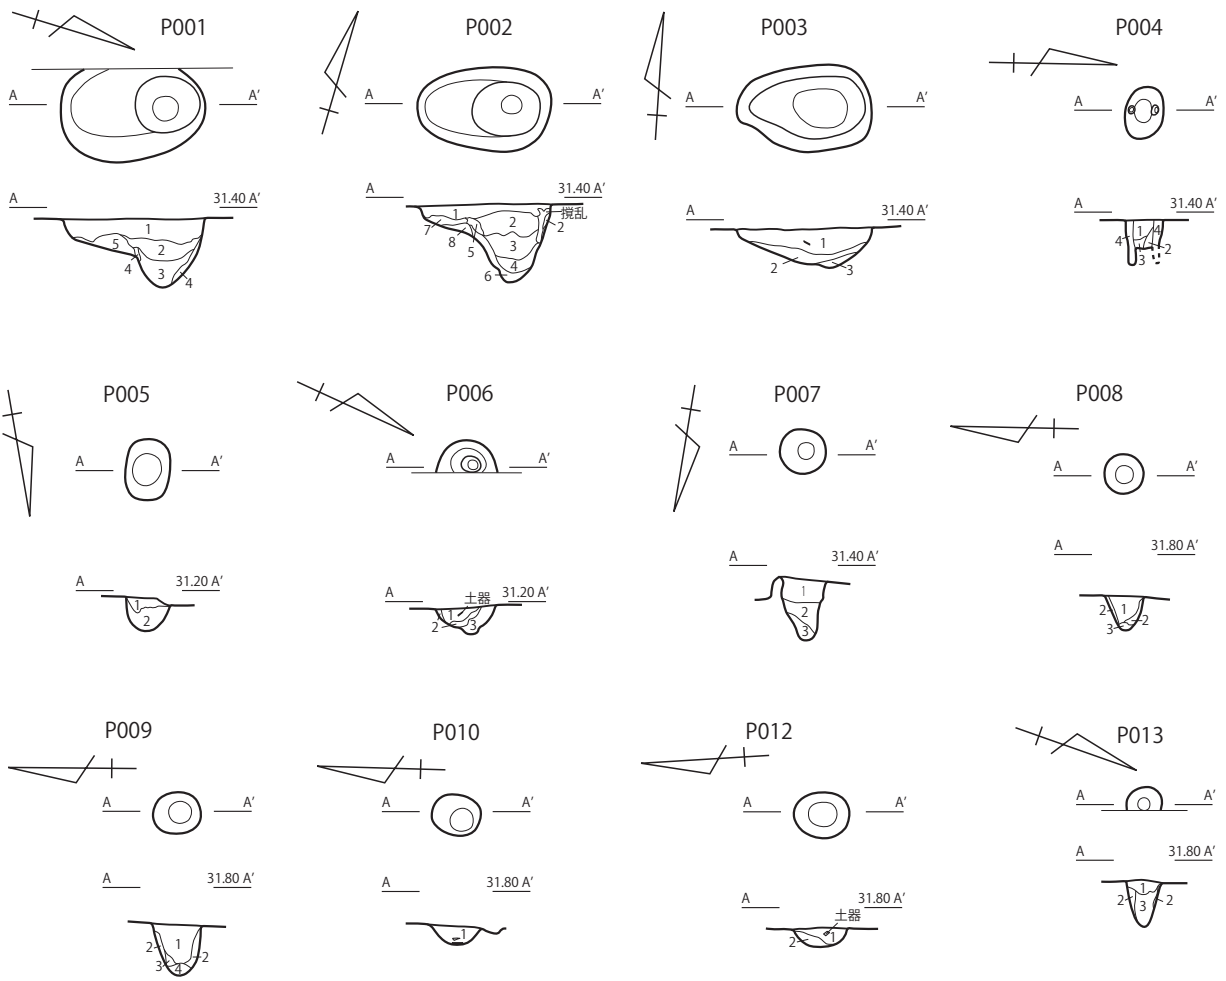 P001
P002
P003
P004
A A′
A A′
A A′
A A′
A 31.40 A′
A 31.40 A′
A 31.40 A′
A 31.40 A′
1
5
2
4
3
4
1
2
撹乱
2
7
8
5
3
4
6
1
2
3
1
4
4
2
1
3
P005
P006
P007
P008
A A′
A A′
A A′
A A′
A 31.20 A′
A 31.20 A′
A 31.40 A′
A 31.80 A′
1
2
土器
1
2
3
1
2
3
2
1
2
3
P009
P010
P012
P013
A A′
A A′
A A′
A A′
A 31.80 A′
A 31.80 A′
A 31.80 A′
A 31.80 A′
2
1
2
3
4
1
土器
2
1
1
2
3
2